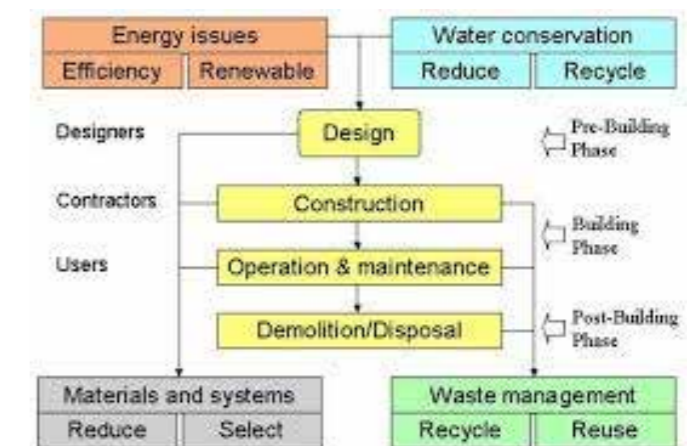 Energy issues
Water conservation
Efficiency Renewable
Reduce Recycle
Designers
Design
Pre-Building
Phase
Contractors
Construction
Building
Phase
Users
Operation & maintenance
Demolition/Disposal
Post-Building
Phase
Materials and systems
Waste management
Reduce Select
Recycle Reuse